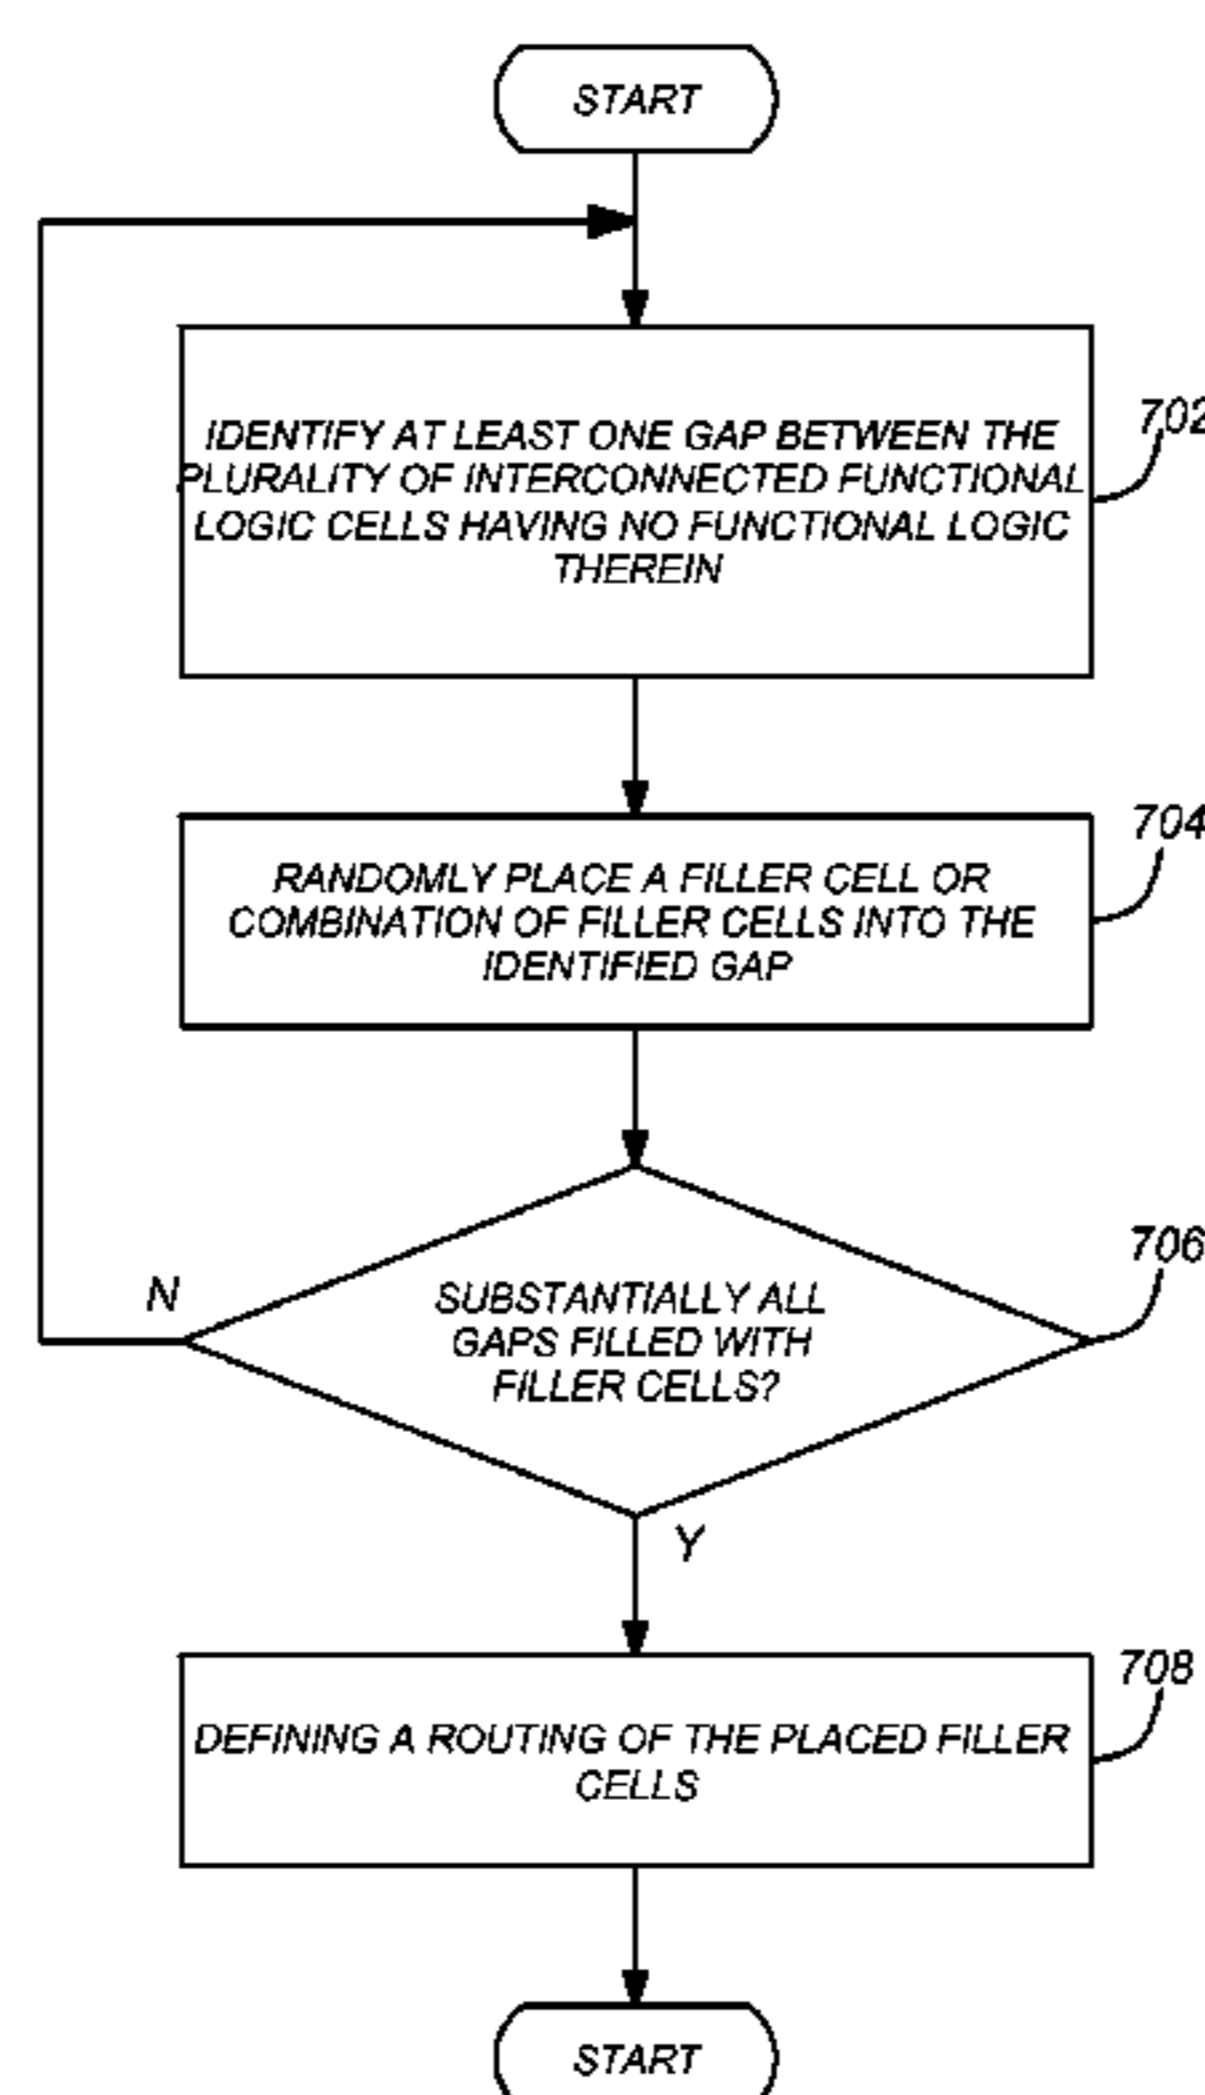 START
IDENTIFY AT LEAST ONE GAP BETWEEN THE
PLURALITY OF INTERCONNECTED FUNCTIONAL
LOGIC CELLS HAVING NO FUNCTIONAL LOGIC
THEREIN
702
RANDOMLY PLACE A FILLER CELL OR
COMBINATION OF FILLER CELLS INTO THE
IDENTIFIED GAP
704
N
SUBSTANTIALLY ALL
GAPS FILLED WITH
FILLER CELLS?
706
Y
DEFINING A ROUTING OF THE PLACED FILLER
CELLS
708
START